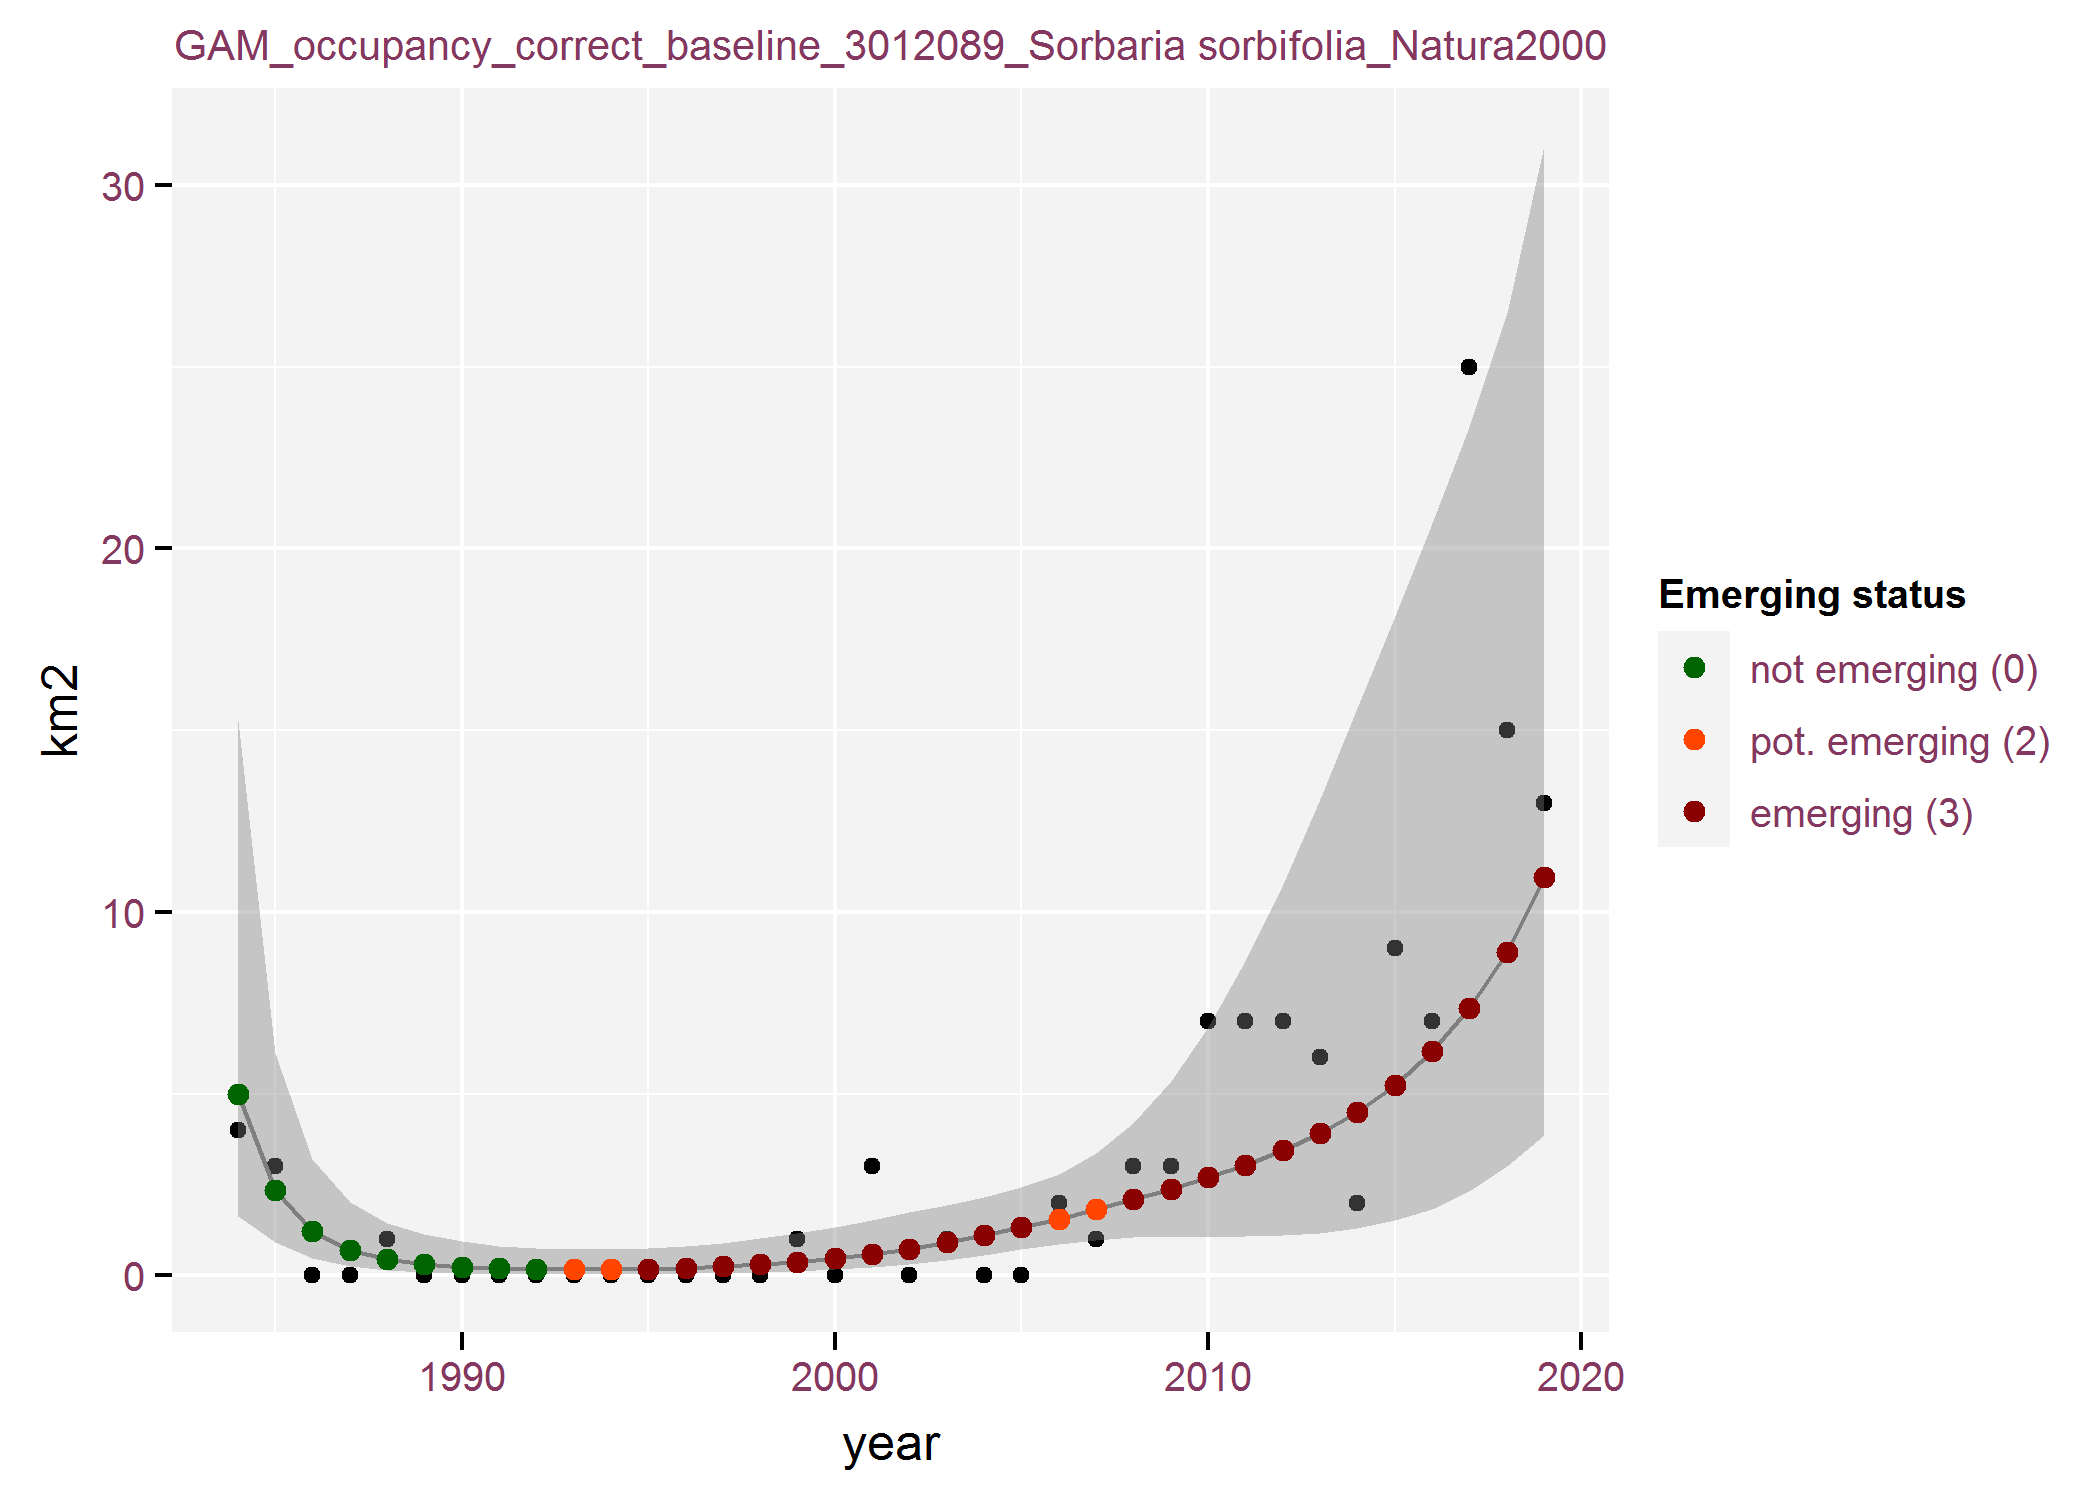 GAM_occupancy_correct_baseline_3012089_Sorbaria sorbifolia_Natura2000
30
20
10
0
km2
1990 2000 2010 2020
year
Emerging status
not emerging (0)
pot. emerging (2)
emerging (3)